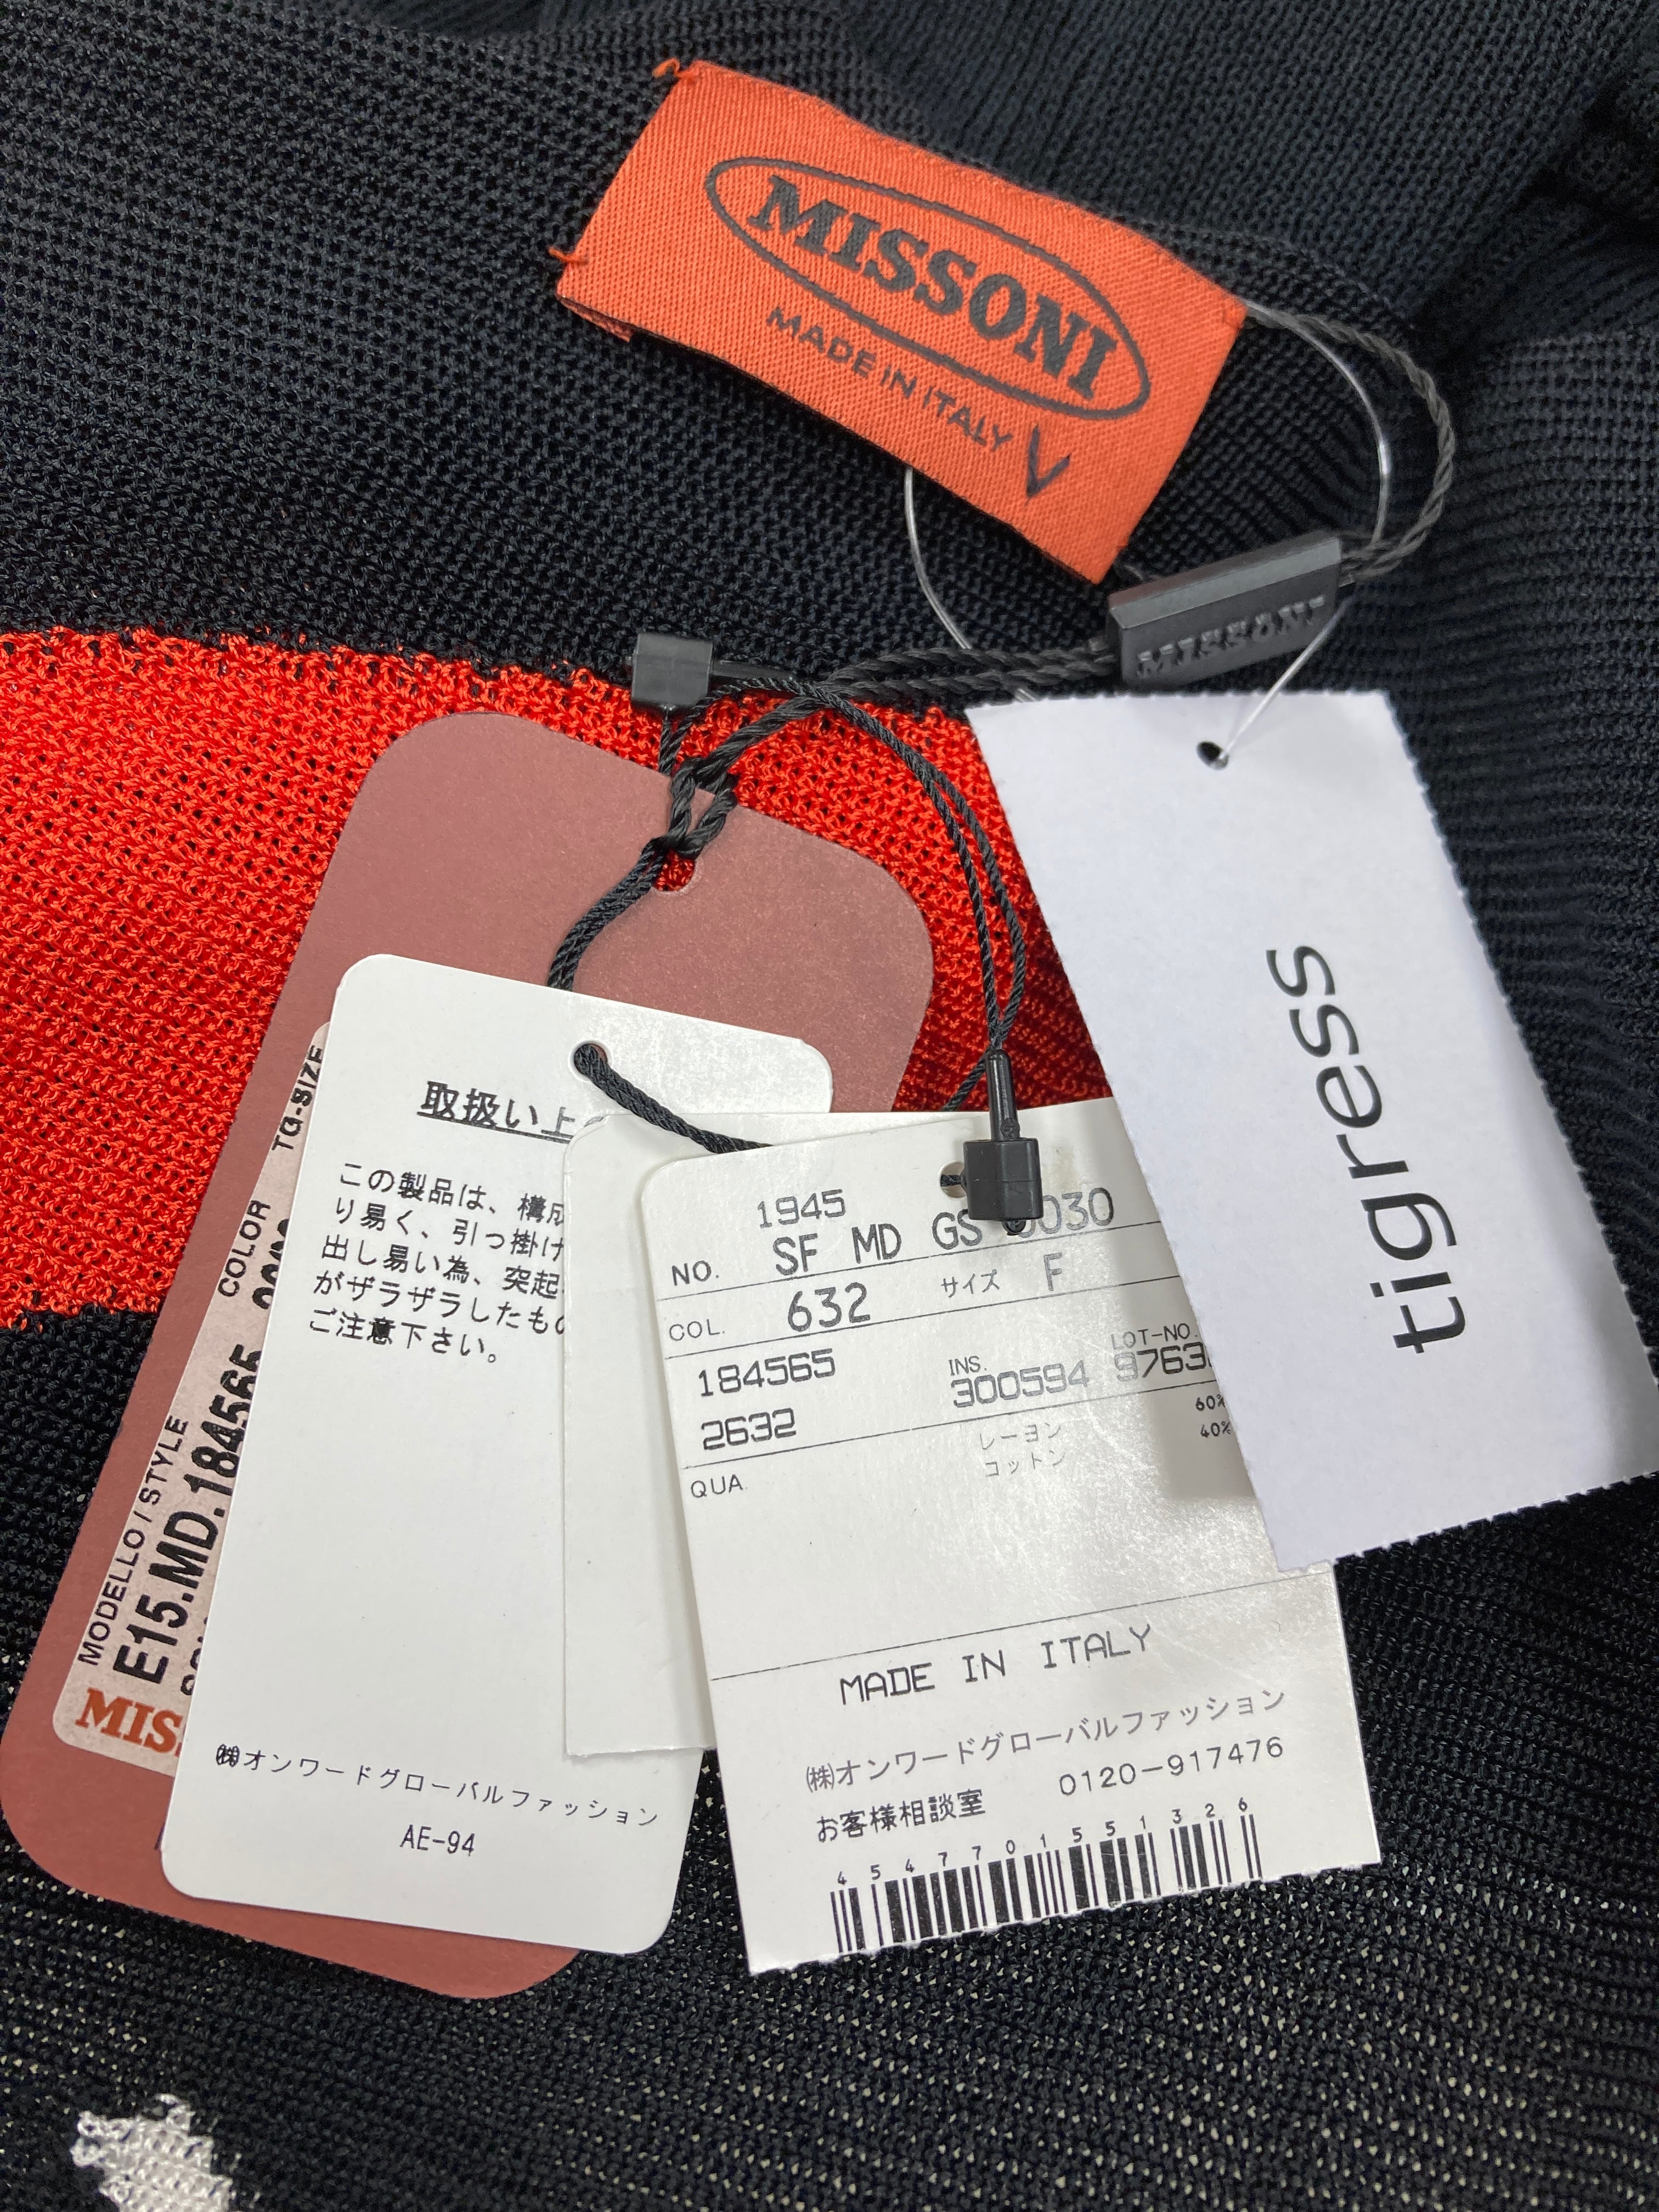 MISSONI
MADE IN ITALY
V
MISSONI
tigress
TG-SIZE
COLOR
MODELLO / STYLE
E15.MD.184565
MIS
取扱い上
この製品は、構成
り易く、引っ掛け
出し易い為、突起
がザラザラしたもの
ご注意下さい。
㈱オンワードグローバルファッション
AE-94
1945
NO. SF MD GS 0030
COL. 632 サイズ F
184565 INS. 300594 LOT-NO. 9763
2632
レーヨン 60%
コットン 40%
QUA
MADE IN ITALY
㈱オンワードグローバルファッション
お客様相談室 0120-917476
4547701551326